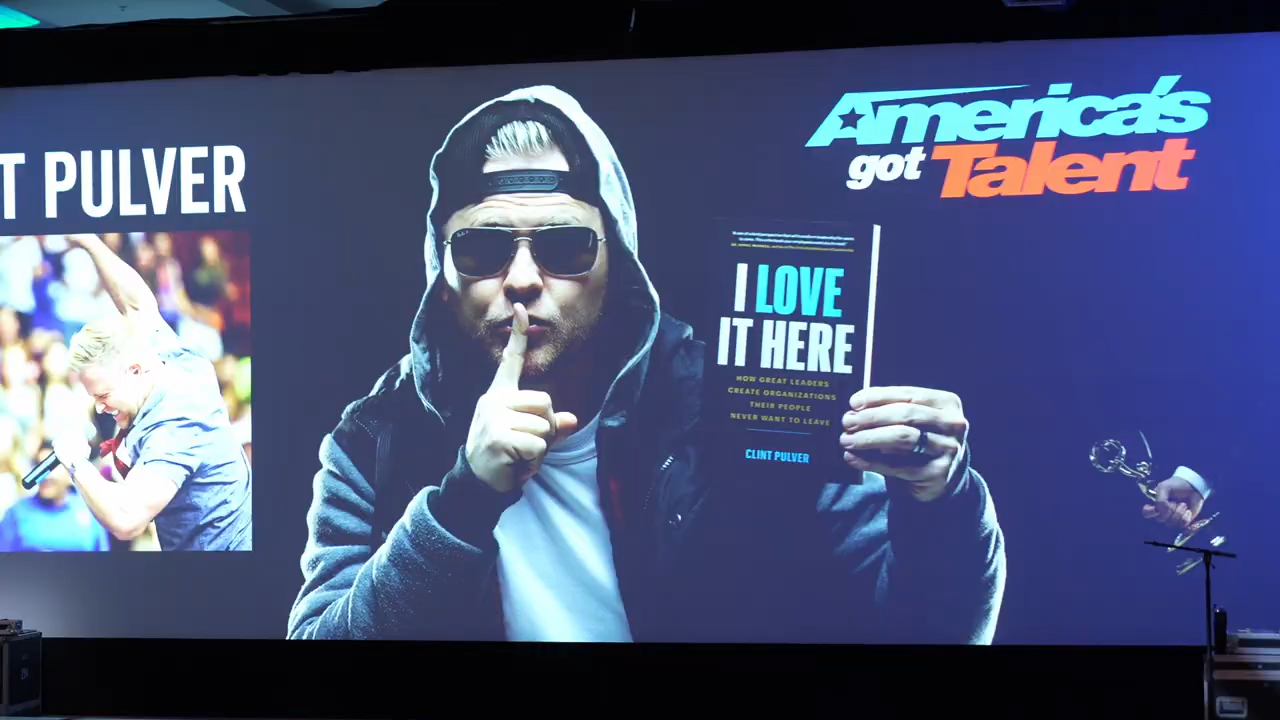 T PULVER
America's
got Talent
I LOVE
IT HERE
HOW GREAT LEADERS
CREATE ORGANIZATIONS
THEIR PEOPLE
NEVER WANT TO LEAVE
CLINT PULVER